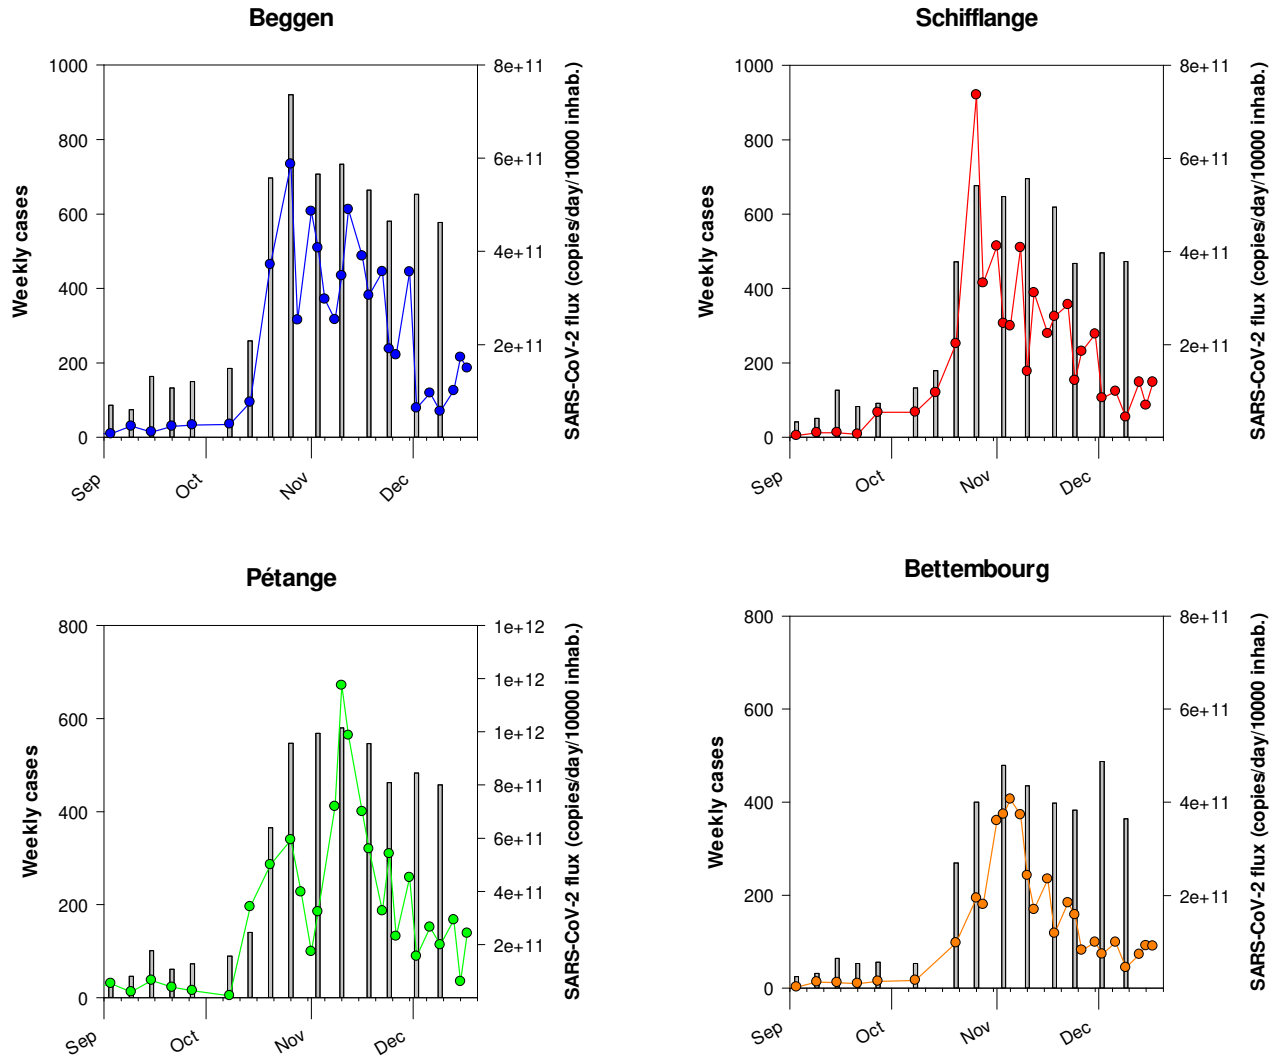 Beggen
1000
800
600
400
200
0
Weekly cases
8e+11
6e+11
4e+11
2e+11
SARS-CoV-2 flux (copies/day/10000 inhab.)
Sep
Oct
Nov
Dec
Schifflange
1000
800
600
400
200
0
Weekly cases
8e+11
6e+11
4e+11
2e+11
SARS-CoV-2 flux (copies/day/10000 inhab.)
Sep
Oct
Nov
Dec
Pétange
800
600
400
200
0
Weekly cases
1e+12
1e+12
1e+12
8e+11
6e+11
4e+11
2e+11
SARS-CoV-2 flux (copies/day/10000 inhab.)
Sep
Oct
Nov
Dec
Bettembourg
800
600
400
200
0
Weekly cases
8e+11
6e+11
4e+11
2e+11
SARS-CoV-2 flux (copies/day/10000 inhab.)
Sep
Oct
Nov
Dec